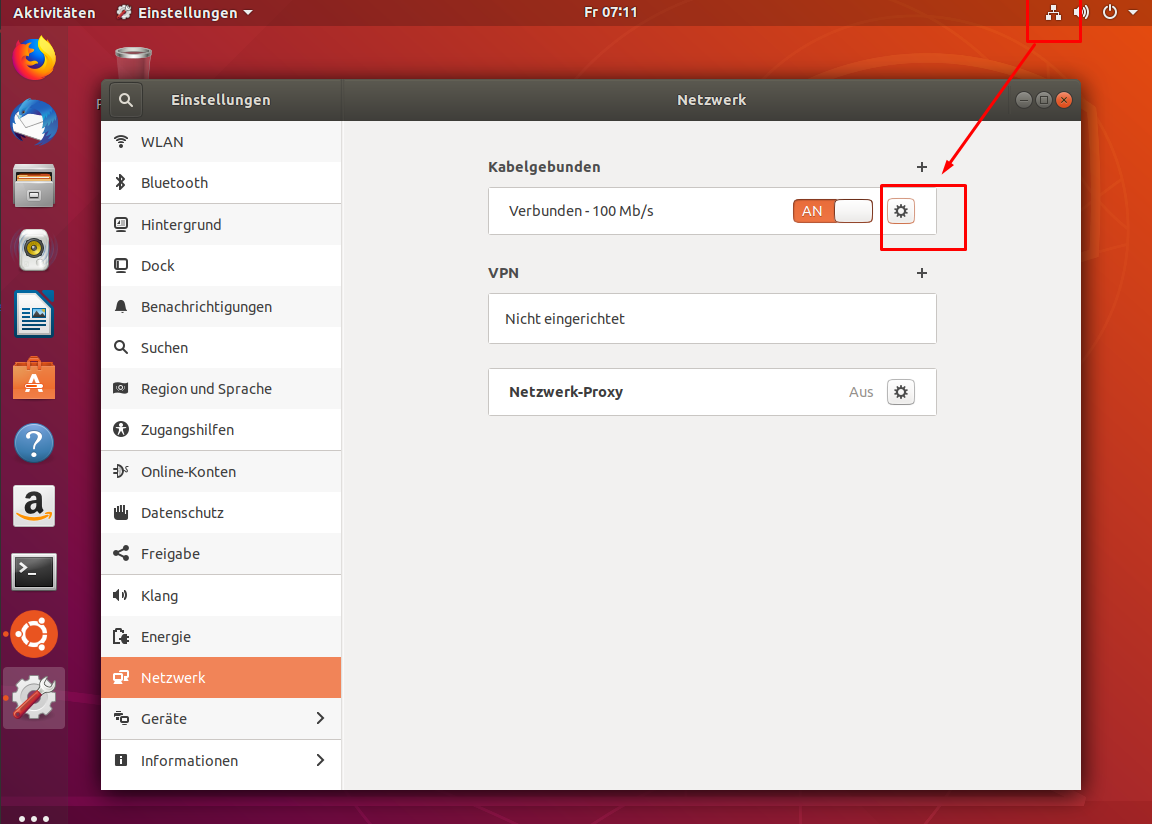 Aktivitäten
Einstellungen
Fr 07:11
Einstellungen
Netzwerk
WLAN
Bluetooth
Hintergrund
Dock
Benachrichtigungen
Suchen
Region und Sprache
Zugangshilfen
Online-Konten
Datenschutz
Freigabe
Klang
Energie
Netzwerk
Geräte
Informationen
Kabelgebunden
Verbunden - 100 Mb/s
AN
VPN
Nicht eingerichtet
Netzwerk-Proxy
Aus